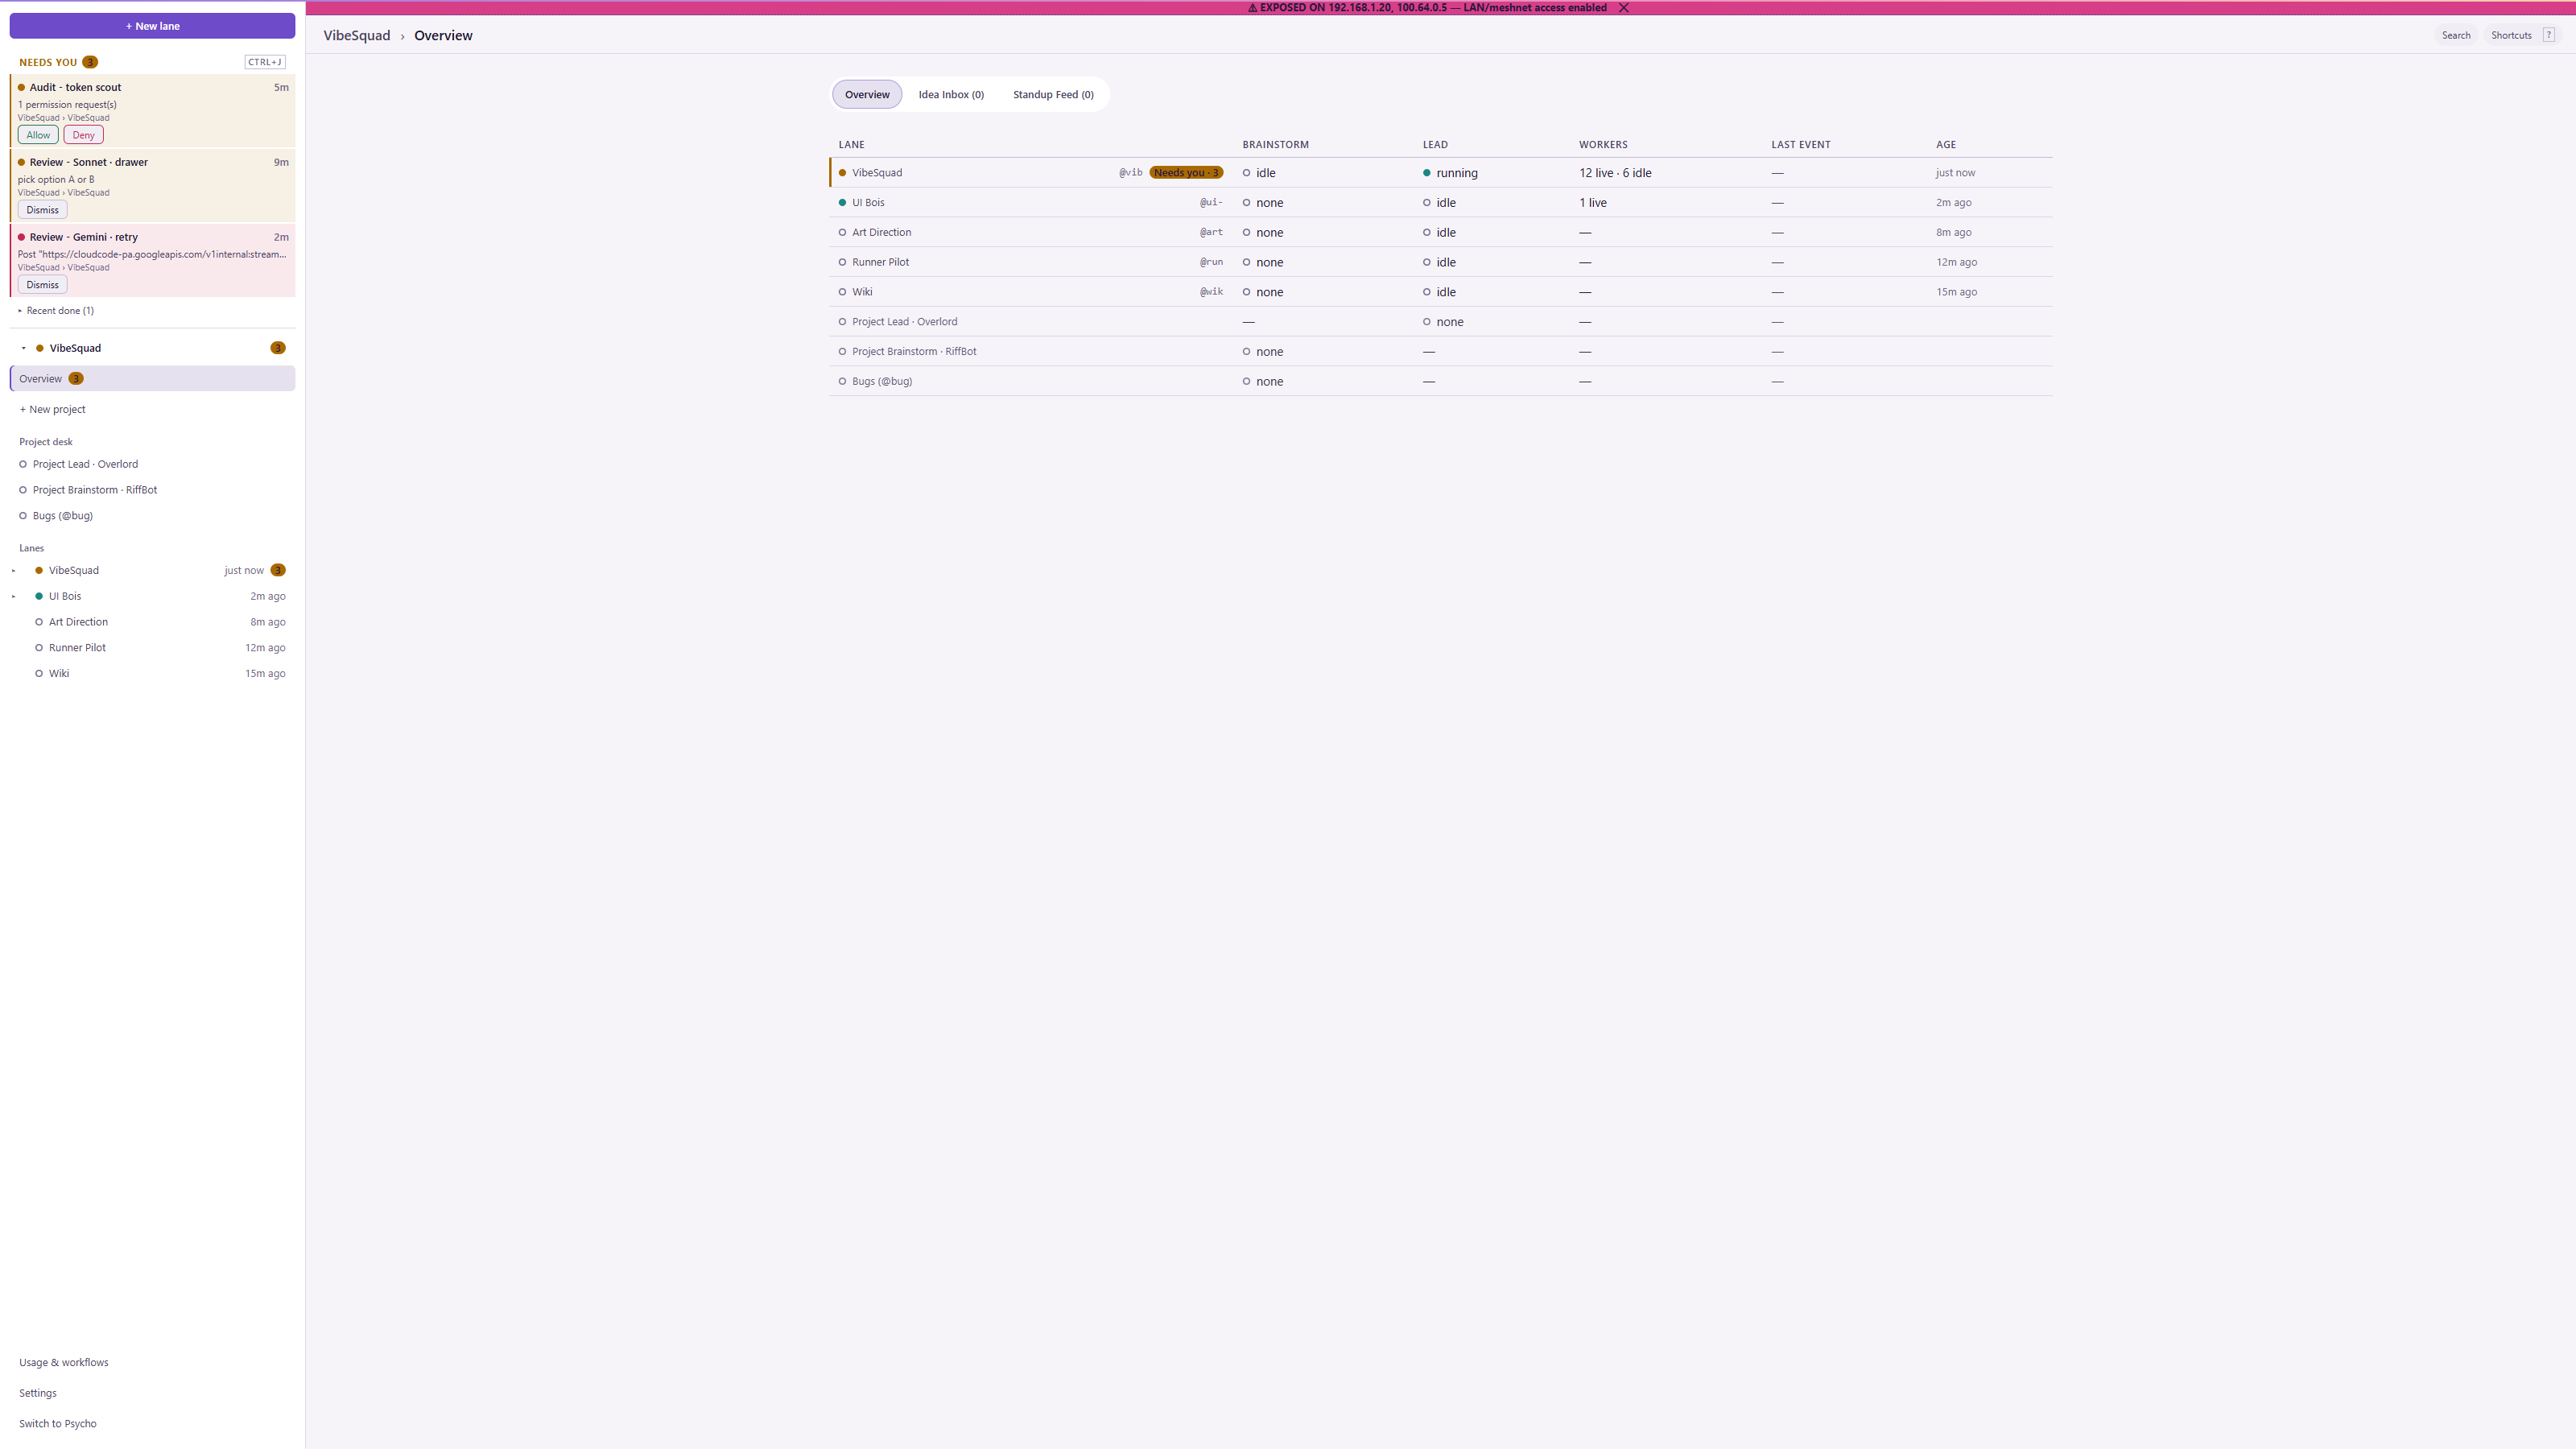 + New lane
NEEDS YOU 3 CTRL+J
Audit - token scout 5m
1 permission request(s)
VibeSquad › VibeSquad
Allow Deny
Review - Sonnet · drawer 9m
pick option A or B
VibeSquad › VibeSquad
Dismiss
Review - Gemini · retry 2m
Post "https://cloudcode-pa.googleapis.com/v1internal:stream...
VibeSquad › VibeSquad
Dismiss
Recent done (1)
VibeSquad 3
Overview 3
+ New project
Project desk
Project Lead · Overlord
Project Brainstorm · RiffBot
Bugs (@bug)
Lanes
VibeSquad just now 3
UI Bois 2m ago
Art Direction 8m ago
Runner Pilot 12m ago
Wiki 15m ago
Usage & workflows
Settings
Switch to Psycho
⚠ EXPOSED ON 192.168.1.20, 100.64.0.5 — LAN/meshnet access enabled
VibeSquad › Overview Search Shortcuts ?
Overview Idea Inbox (0) Standup Feed (0)
LANE BRAINSTORM LEAD WORKERS LAST EVENT AGE
VibeSquad @vib Needs you · 3 idle running 12 live · 6 idle — just now
UI Bois @ui- none idle 1 live — 2m ago
Art Direction @art none idle — — 8m ago
Runner Pilot @run none idle — — 12m ago
Wiki @wik none idle — — 15m ago
Project Lead · Overlord — none — —
Project Brainstorm · RiffBot none — — —
Bugs (@bug) none — — —